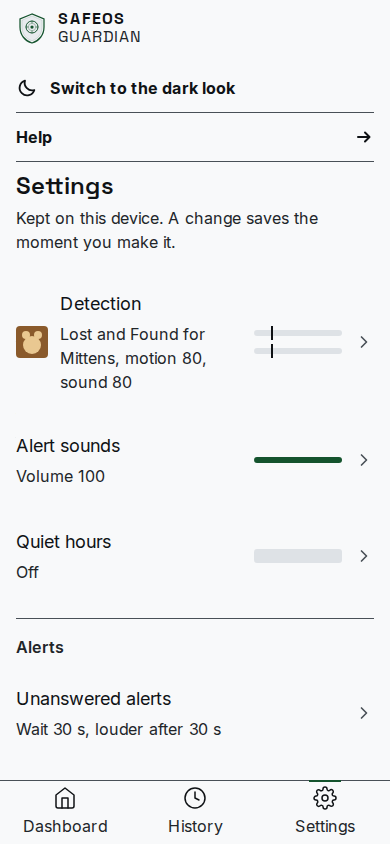 SAFEOS
GUARDIAN
Switch to the dark look
Help
Settings
Kept on this device. A change saves the
moment you make it.
Detection
Lost and Found for
Mittens, motion 80,
sound 80
Alert sounds
Volume 100
Quiet hours
Off
Alerts
Unanswered alerts
Wait 30 s, louder after 30 s
Dashboard
History
Settings